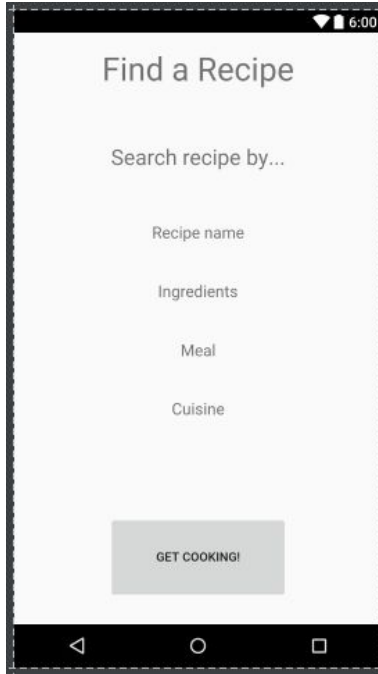 6:00
Find a Recipe
Search recipe by...
Recipe name
Ingredients
Meal
Cuisine
GET COOKING!